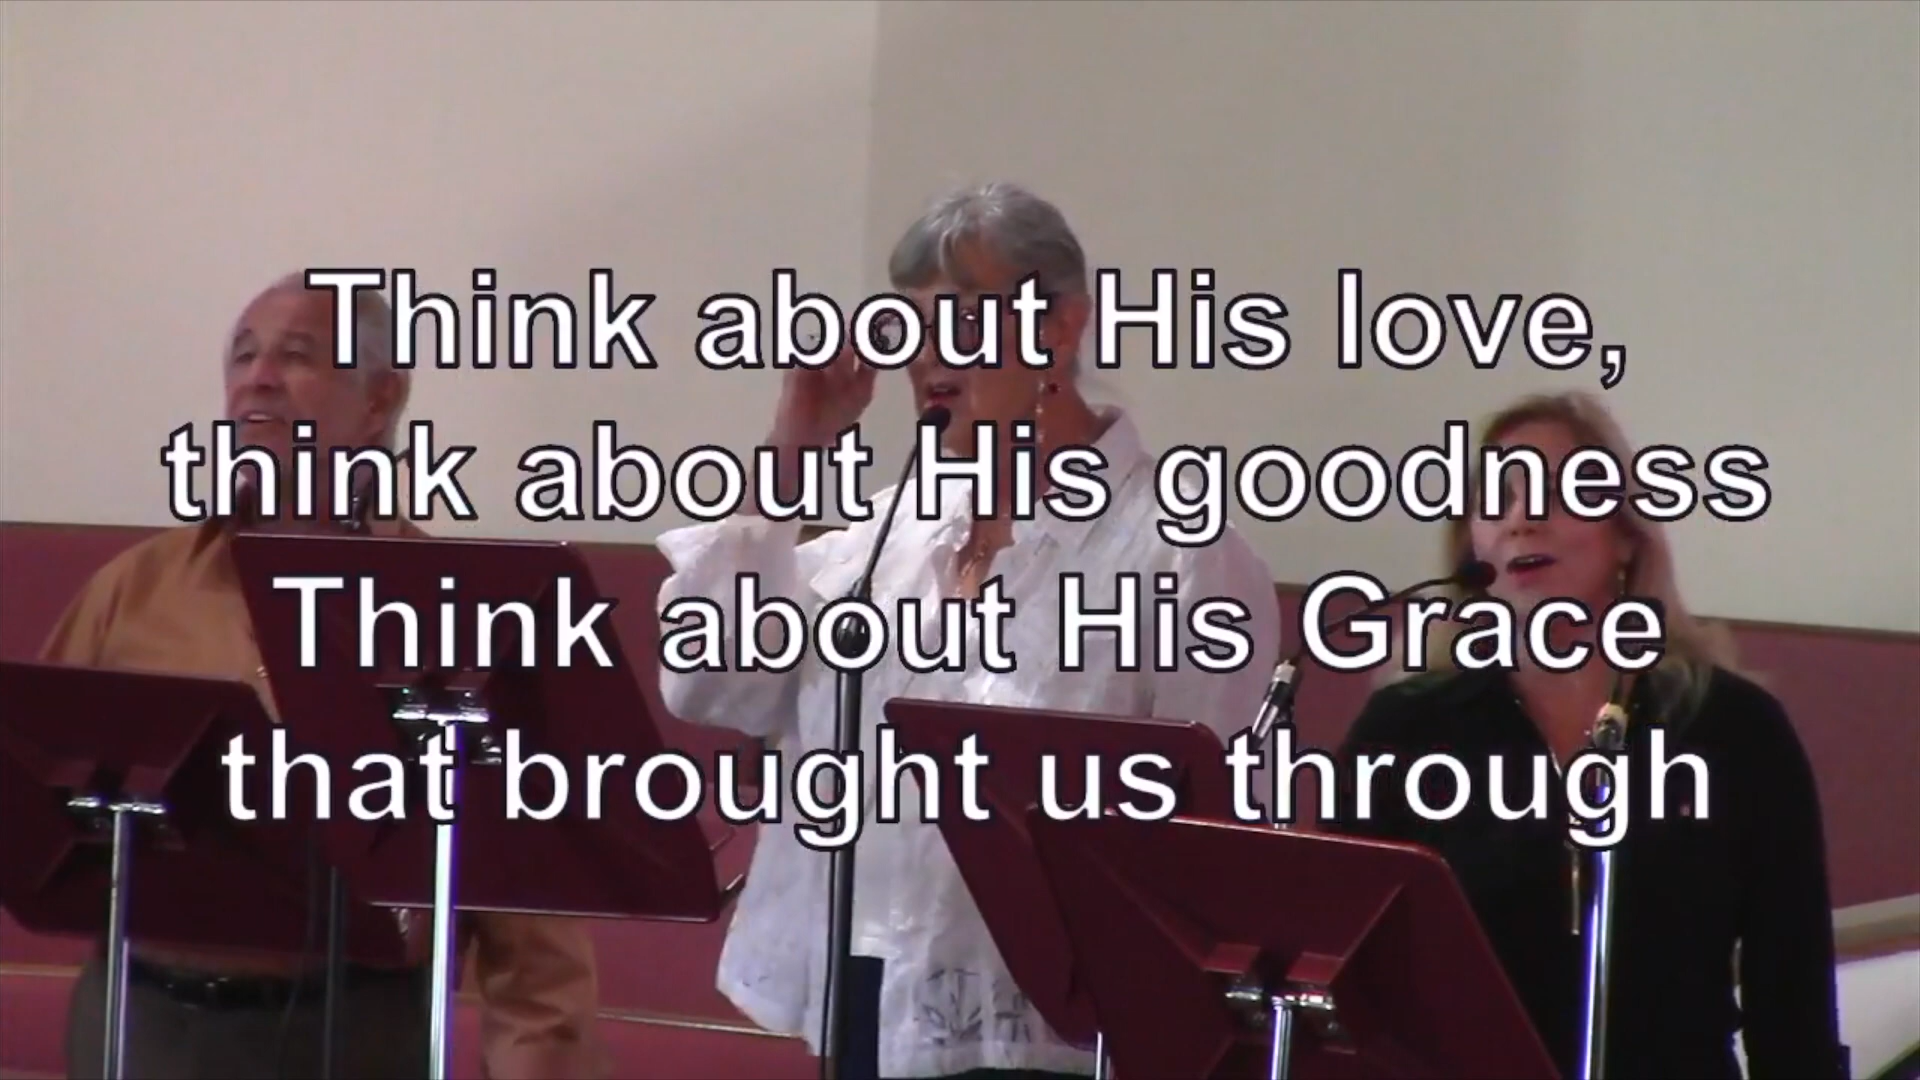 Think about His love,
think about His goodness
Think about His Grace
that brought us through